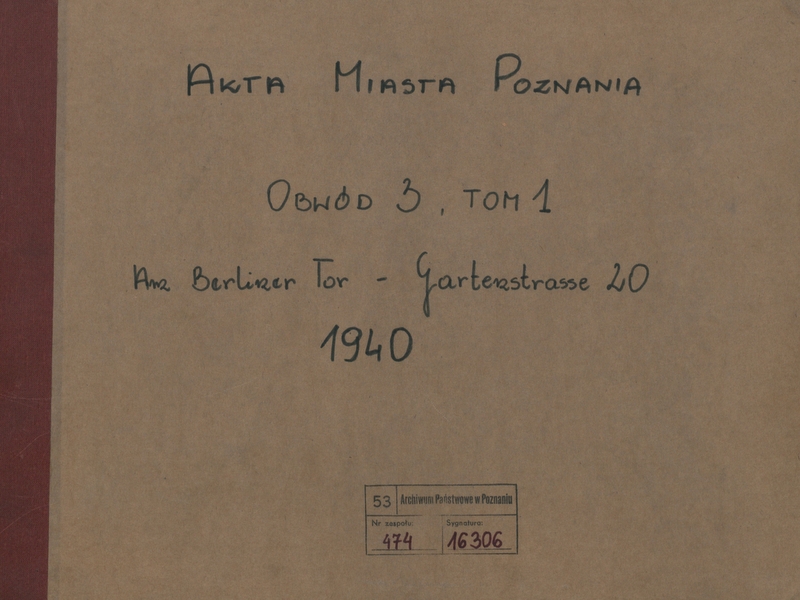 AKTA MIASTA POZNANIA
OBWÓD 3, TOM 1
Am Berliner Tor - Gartenstrasse 20
1940
53 Archiwum Państwowe w Poznaniu
Nr zespołu: Sygnatura:
474 16306